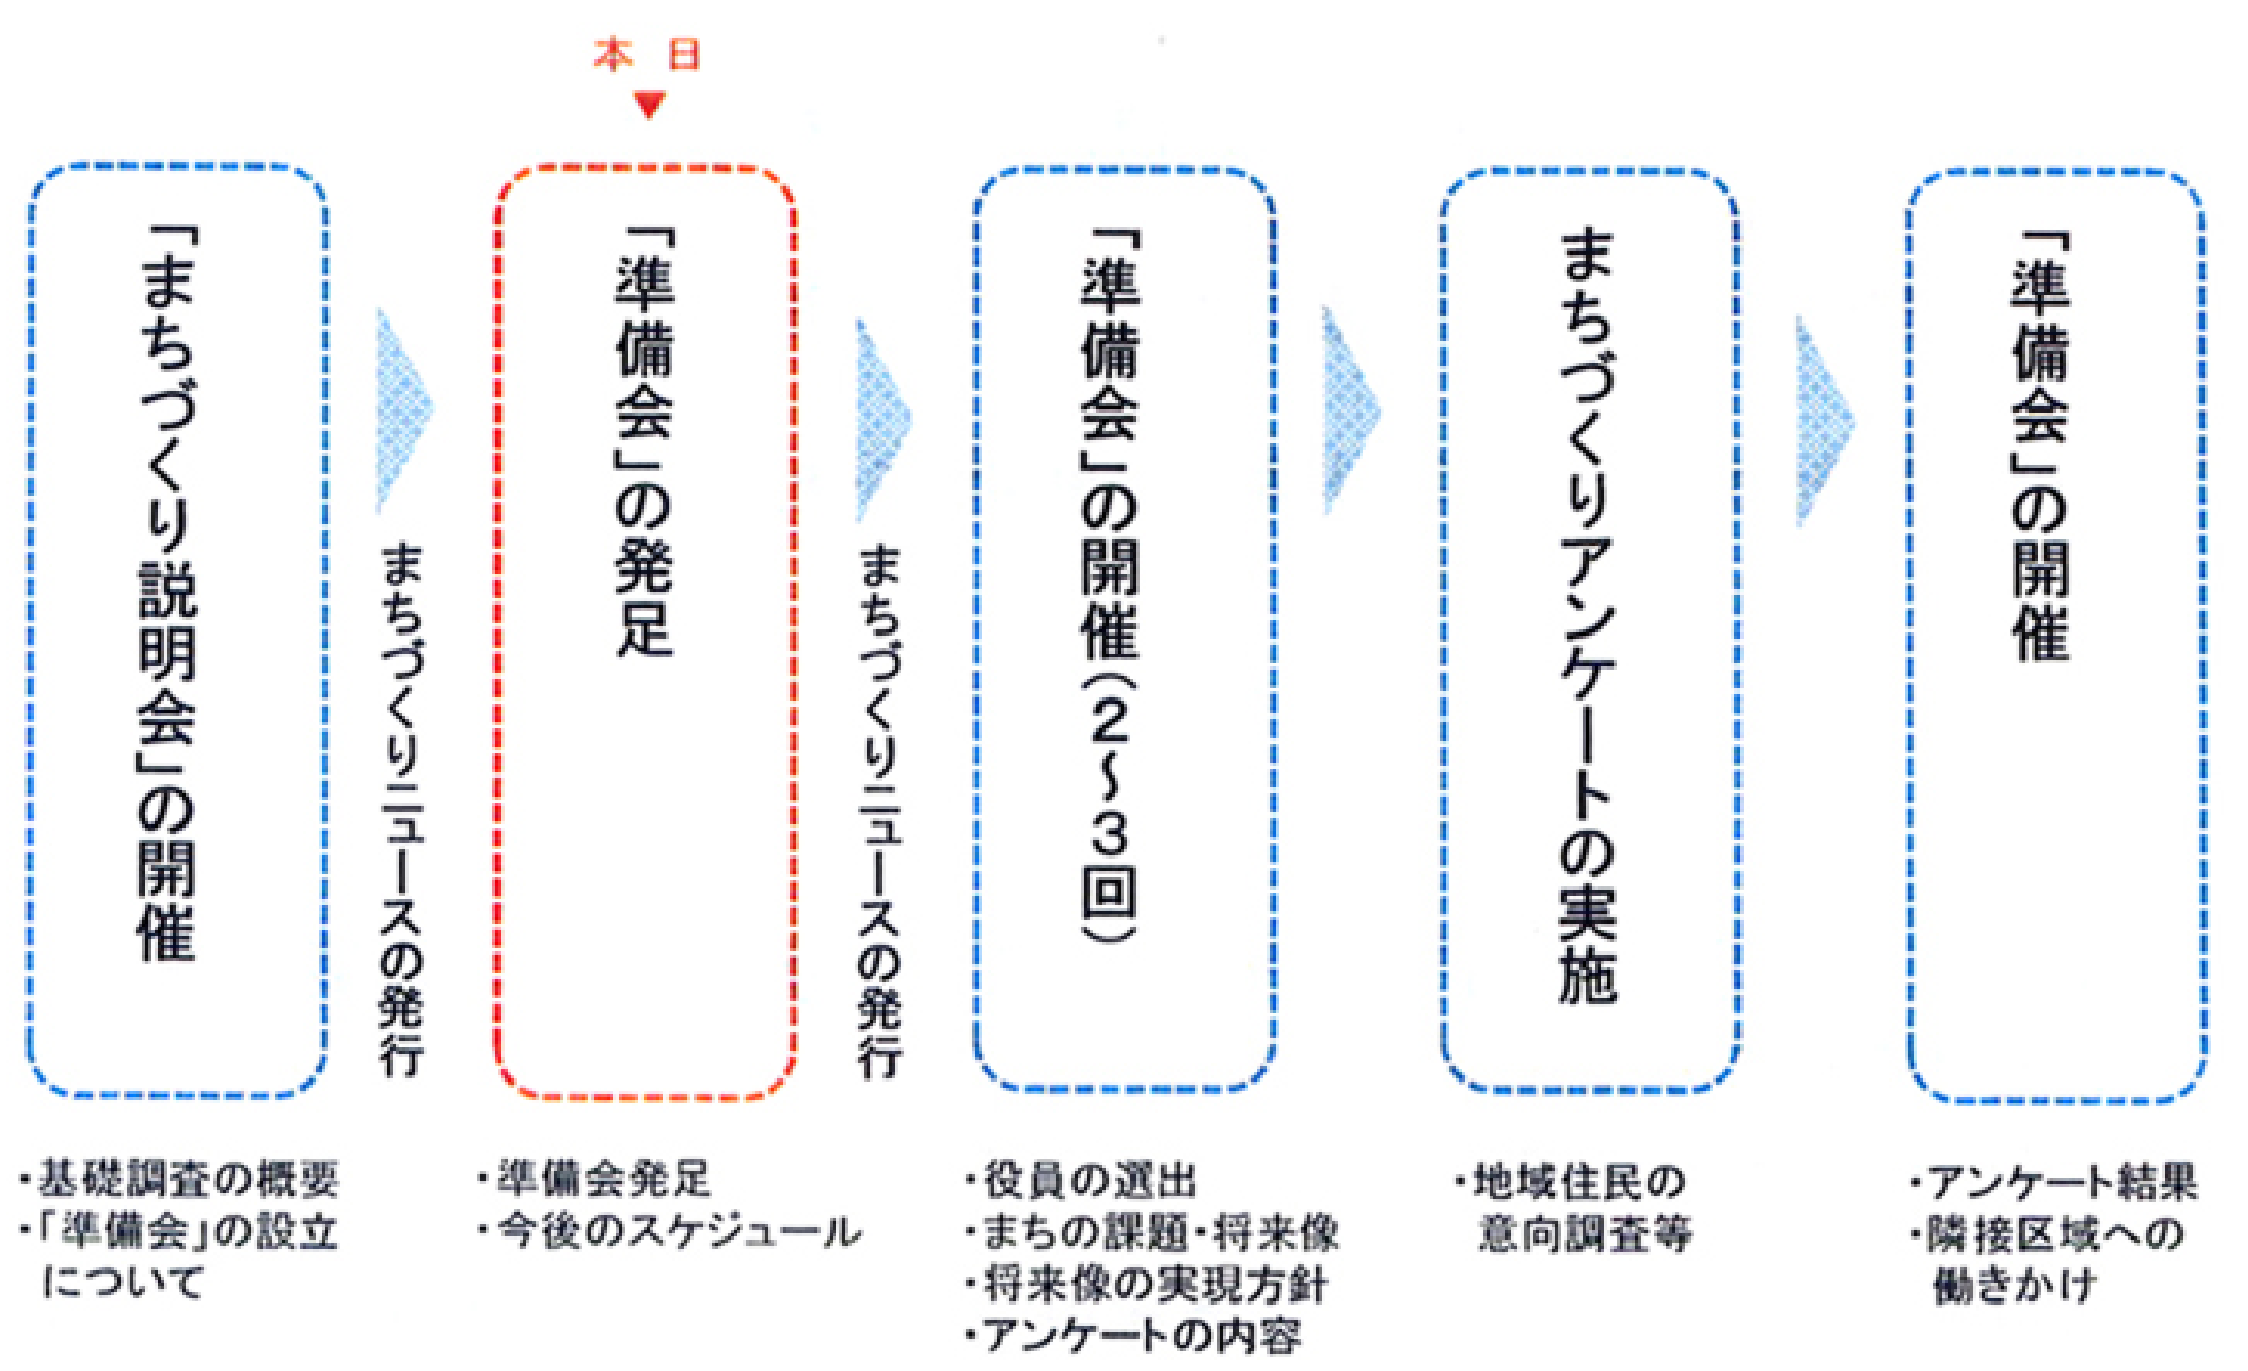 本日
「まちづくり説明会」の開催
まちづくりニュースの発行
「準備会」の発足
まちづくりニュースの発行
「準備会」の開催(2～3回)
まちづくりアンケートの実施
「準備会」の開催
・基礎調査の概要
・「準備会」の設立
について
・準備会発足
・今後のスケジュール
・役員の選出
・まちの課題・将来像
・将来像の実現方針
・アンケートの内容
・地域住民の
意向調査等
・アンケート結果
・隣接区域への
働きかけ